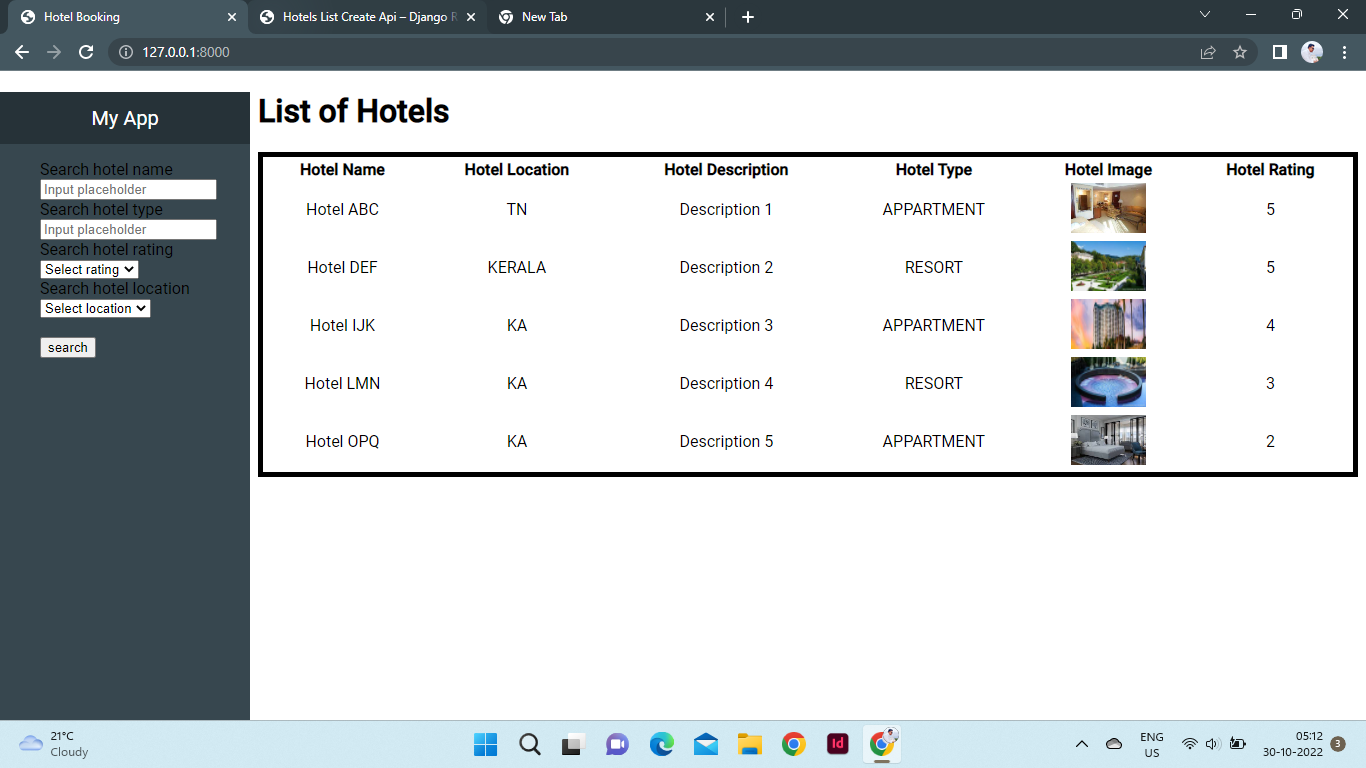 Hotel Booking
Hotels List Create Api – Django R
New Tab
127.0.0.1:8000
My App
Search hotel name
Input placeholder
Search hotel type
Input placeholder
Search hotel rating
Select rating
Search hotel location
Select location
search
List of Hotels
Hotel Name Hotel Location Hotel Description Hotel Type Hotel Image Hotel Rating
Hotel ABC TN Description 1 APPARTMENT 5
Hotel DEF KERALA Description 2 RESORT 5
Hotel IJK KA Description 3 APPARTMENT 4
Hotel LMN KA Description 4 RESORT 3
Hotel OPQ KA Description 5 APPARTMENT 2
21°C
Cloudy
Id
ENG
US
05:12
30-10-2022
3